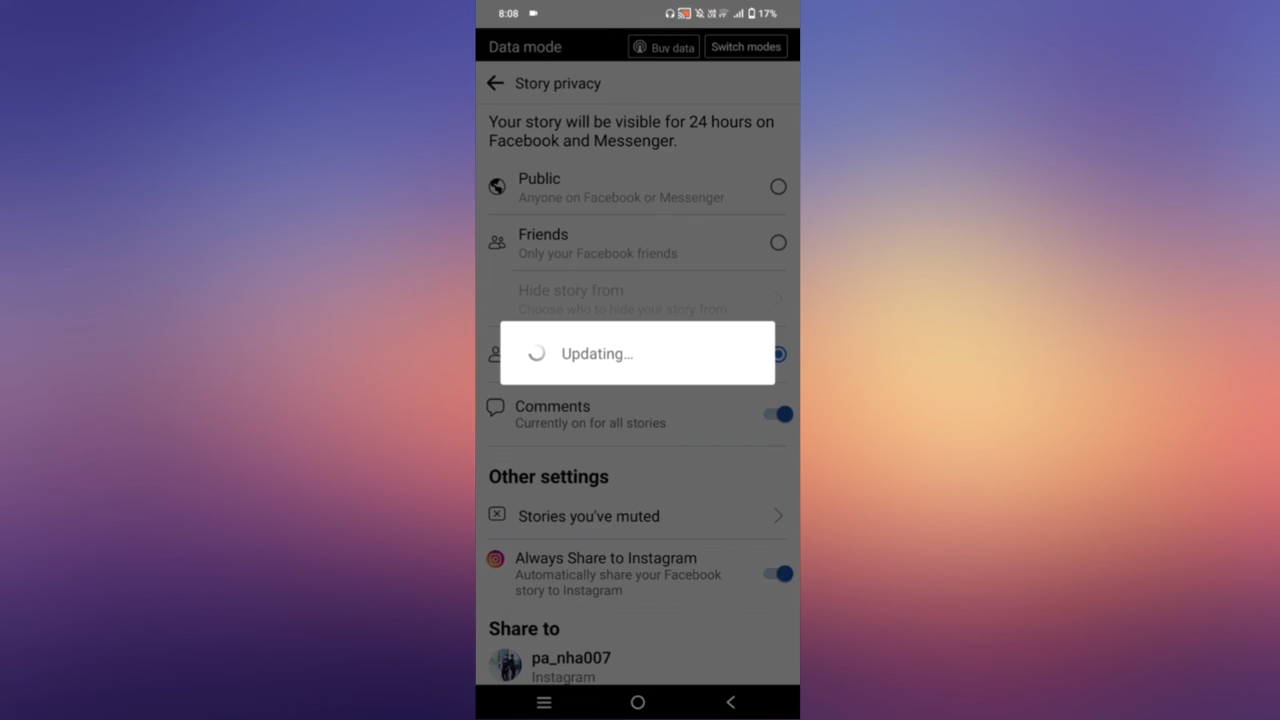 8:08
17%
Data mode
Buy data
Switch modes
Story privacy
Your story will be visible for 24 hours on
Facebook and Messenger.
Public
Anyone on Facebook or Messenger
Friends
Only your Facebook friends
Hide story from
Choose who to hide your story from
Updating...
Comments
Currently on for all stories
Other settings
Stories you've muted
Always Share to Instagram
Automatically share your Facebook
story to Instagram
Share to
pa_nha007
Instagram